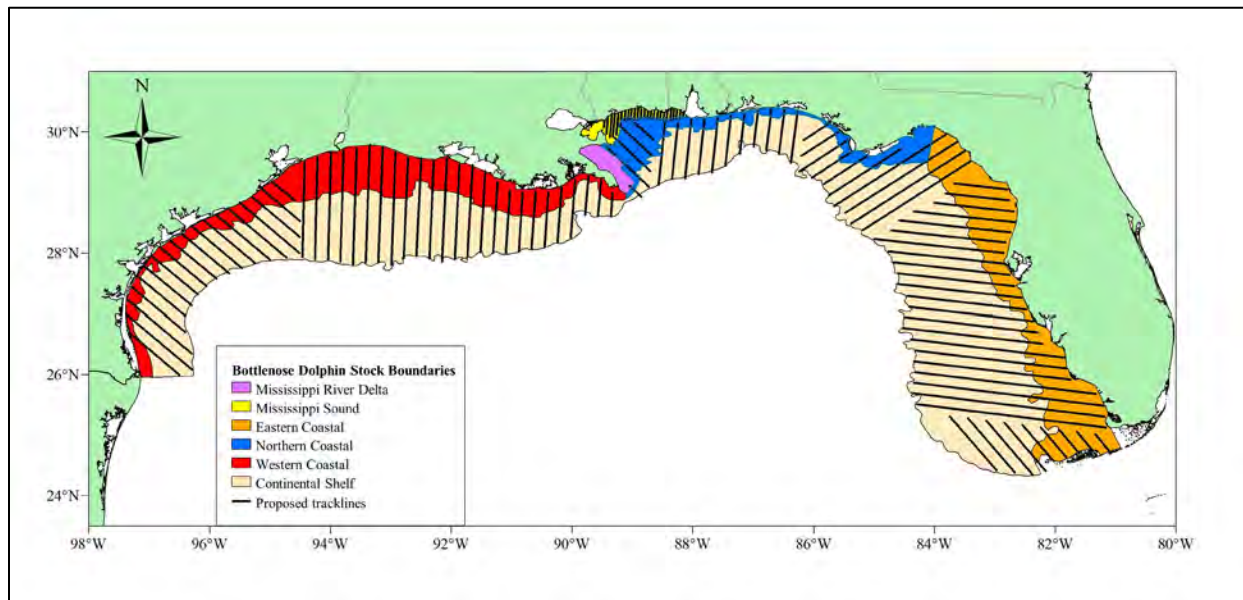 N
30°N
28°N
26°N
24°N
Bottlenose Dolphin Stock Boundaries
Mississippi River Delta
Mississippi Sound
Eastern Coastal
Northern Coastal
Western Coastal
Continental Shelf
Proposed tracklines
98°W 96°W 94°W 92°W 90°W 88°W 86°W 84°W 82°W 80°W